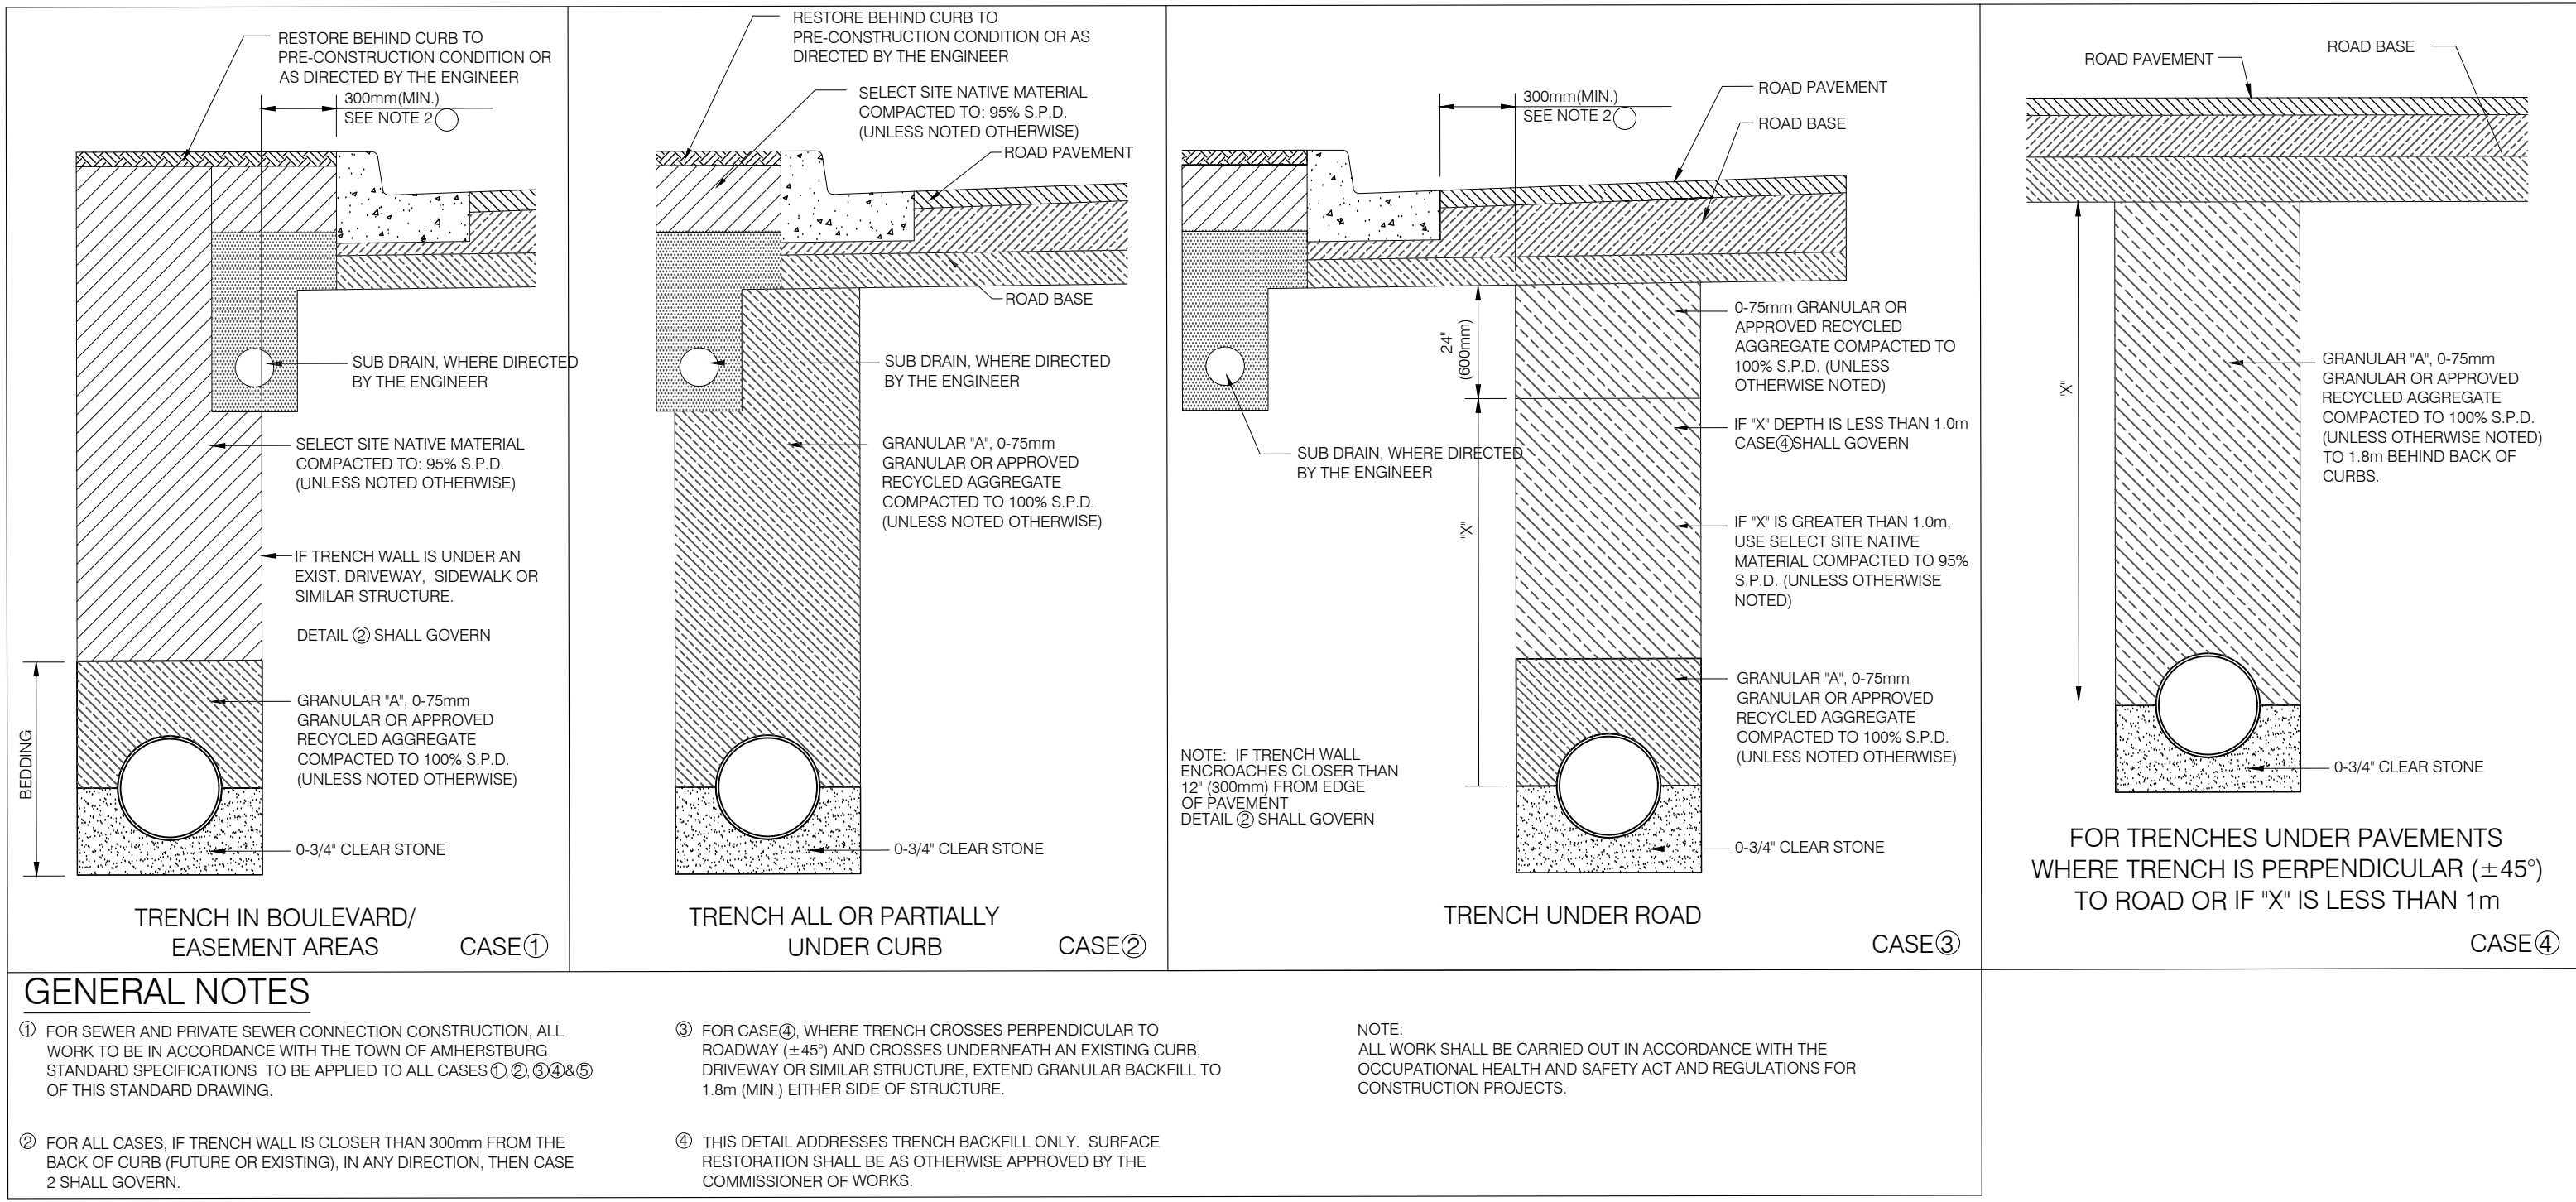 RESTORE BEHIND CURB TO
PRE-CONSTRUCTION CONDITION OR
AS DIRECTED BY THE ENGINEER
300mm(MIN.)
SEE NOTE 2
SUB DRAIN, WHERE DIRECTED
BY THE ENGINEER
SELECT SITE NATIVE MATERIAL
COMPACTED TO: 95% S.P.D.
(UNLESS NOTED OTHERWISE)
IF TRENCH WALL IS UNDER AN
EXIST. DRIVEWAY, SIDEWALK OR
SIMILAR STRUCTURE.
DETAIL ② SHALL GOVERN
BEDDING
GRANULAR "A", 0-75mm
GRANULAR OR APPROVED
RECYCLED AGGREGATE
COMPACTED TO 100% S.P.D.
(UNLESS NOTED OTHERWISE)
0-3/4" CLEAR STONE
TRENCH IN BOULEVARD/
EASEMENT AREAS
CASE①
RESTORE BEHIND CURB TO
PRE-CONSTRUCTION CONDITION OR AS
DIRECTED BY THE ENGINEER
SELECT SITE NATIVE MATERIAL
COMPACTED TO: 95% S.P.D.
(UNLESS NOTED OTHERWISE)
ROAD PAVEMENT
ROAD BASE
SUB DRAIN, WHERE DIRECTED
BY THE ENGINEER
GRANULAR "A", 0-75mm
GRANULAR OR APPROVED
RECYCLED AGGREGATE
COMPACTED TO 100% S.P.D.
(UNLESS NOTED OTHERWISE)
0-3/4" CLEAR STONE
TRENCH ALL OR PARTIALLY
UNDER CURB
CASE②
300mm(MIN.)
SEE NOTE 2
ROAD PAVEMENT
ROAD BASE
24"
(600mm)
0-75mm GRANULAR OR
APPROVED RECYCLED
AGGREGATE COMPACTED TO
100% S.P.D. (UNLESS
OTHERWISE NOTED)
IF "X" DEPTH IS LESS THAN 1.0m
CASE④SHALL GOVERN
SUB DRAIN, WHERE DIRECTED
BY THE ENGINEER
"X"
IF "X" IS GREATER THAN 1.0m,
USE SELECT SITE NATIVE
MATERIAL COMPACTED TO 95%
S.P.D. (UNLESS OTHERWISE
NOTED)
GRANULAR "A", 0-75mm
GRANULAR OR APPROVED
RECYCLED AGGREGATE
COMPACTED TO 100% S.P.D.
(UNLESS NOTED OTHERWISE)
NOTE: IF TRENCH WALL
ENCROACHES CLOSER THAN
12" (300mm) FROM EDGE
OF PAVEMENT
DETAIL ② SHALL GOVERN
0-3/4" CLEAR STONE
TRENCH UNDER ROAD
CASE③
ROAD PAVEMENT
ROAD BASE
"X"
GRANULAR "A", 0-75mm
GRANULAR OR APPROVED
RECYCLED AGGREGATE
COMPACTED TO 100% S.P.D.
(UNLESS OTHERWISE NOTED)
TO 1.8m BEHIND BACK OF
CURBS.
0-3/4" CLEAR STONE
FOR TRENCHES UNDER PAVEMENTS
WHERE TRENCH IS PERPENDICULAR (±45°)
TO ROAD OR IF "X" IS LESS THAN 1m
CASE④
GENERAL NOTES
① FOR SEWER AND PRIVATE SEWER CONNECTION CONSTRUCTION, ALL
WORK TO BE IN ACCORDANCE WITH THE TOWN OF AMHERSTBURG
STANDARD SPECIFICATIONS TO BE APPLIED TO ALL CASES ①,②,③④&⑤
OF THIS STANDARD DRAWING.
② FOR ALL CASES, IF TRENCH WALL IS CLOSER THAN 300mm FROM THE
BACK OF CURB (FUTURE OR EXISTING), IN ANY DIRECTION, THEN CASE
2 SHALL GOVERN.
③ FOR CASE④, WHERE TRENCH CROSSES PERPENDICULAR TO
ROADWAY (±45°) AND CROSSES UNDERNEATH AN EXISTING CURB,
DRIVEWAY OR SIMILAR STRUCTURE, EXTEND GRANULAR BACKFILL TO
1.8m (MIN.) EITHER SIDE OF STRUCTURE.
④ THIS DETAIL ADDRESSES TRENCH BACKFILL ONLY. SURFACE
RESTORATION SHALL BE AS OTHERWISE APPROVED BY THE
COMMISSIONER OF WORKS.
NOTE:
ALL WORK SHALL BE CARRIED OUT IN ACCORDANCE WITH THE
OCCUPATIONAL HEALTH AND SAFETY ACT AND REGULATIONS FOR
CONSTRUCTION PROJECTS.